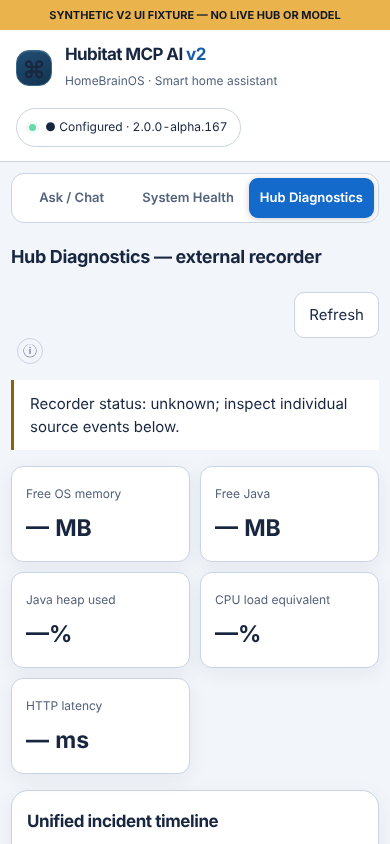 SYNTHETIC V2 UI FIXTURE — NO LIVE HUB OR MODEL
Hubitat MCP AI v2
HomeBrainOS · Smart home assistant
● Configured · 2.0.0-alpha.167
Ask / Chat
System Health
Hub Diagnostics
Hub Diagnostics — external recorder
Refresh
Recorder status: unknown; inspect individual
source events below.
Free OS memory
— MB
Free Java
— MB
Java heap used
—%
CPU load equivalent
—%
HTTP latency
— ms
Unified incident timeline